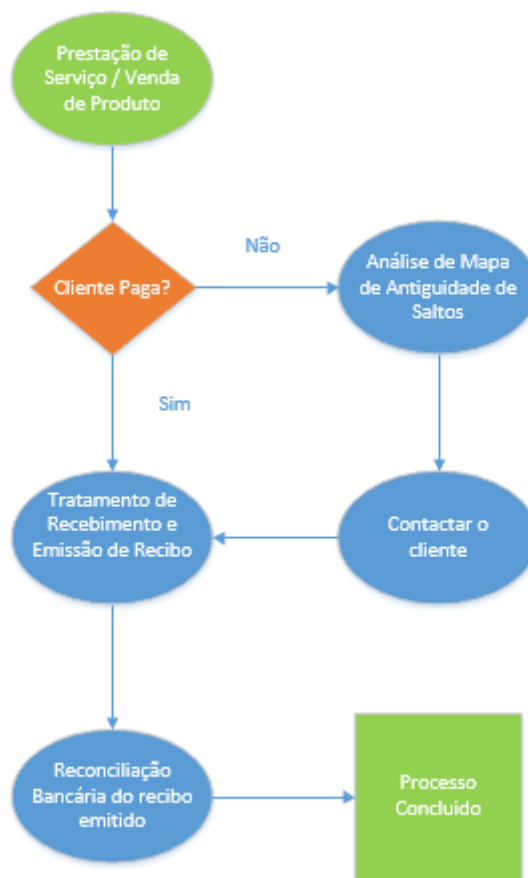 Prestação de
Serviço / Venda
de Produto
Não
Cliente Paga?
Análise de Mapa
de Antiguidade de
Saltos
Sim
Tratamento de
Recebimento e
Emissão de Recibo
Contactar o
cliente
Reconciliação
Bancária do recibo
emitido
Processo
Concluido